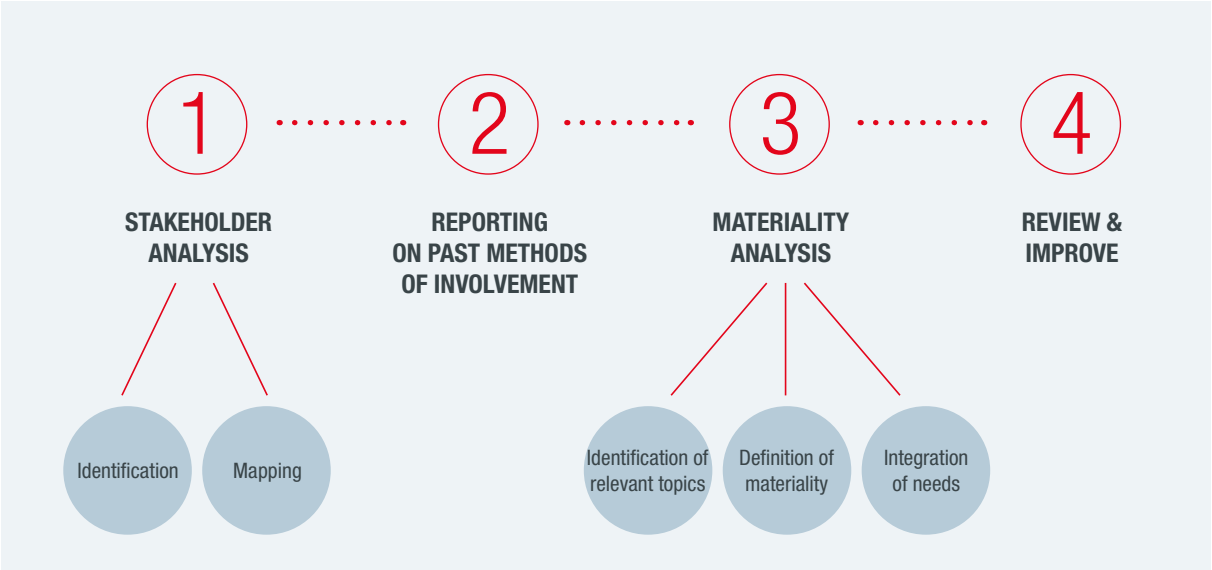 1
2
3
4
STAKEHOLDER
ANALYSIS
REPORTING
ON PAST METHODS
OF INVOLVEMENT
MATERIALITY
ANALYSIS
REVIEW &
IMPROVE
Identification
Mapping
Identification of
relevant topics
Definition of
materiality
Integration
of needs